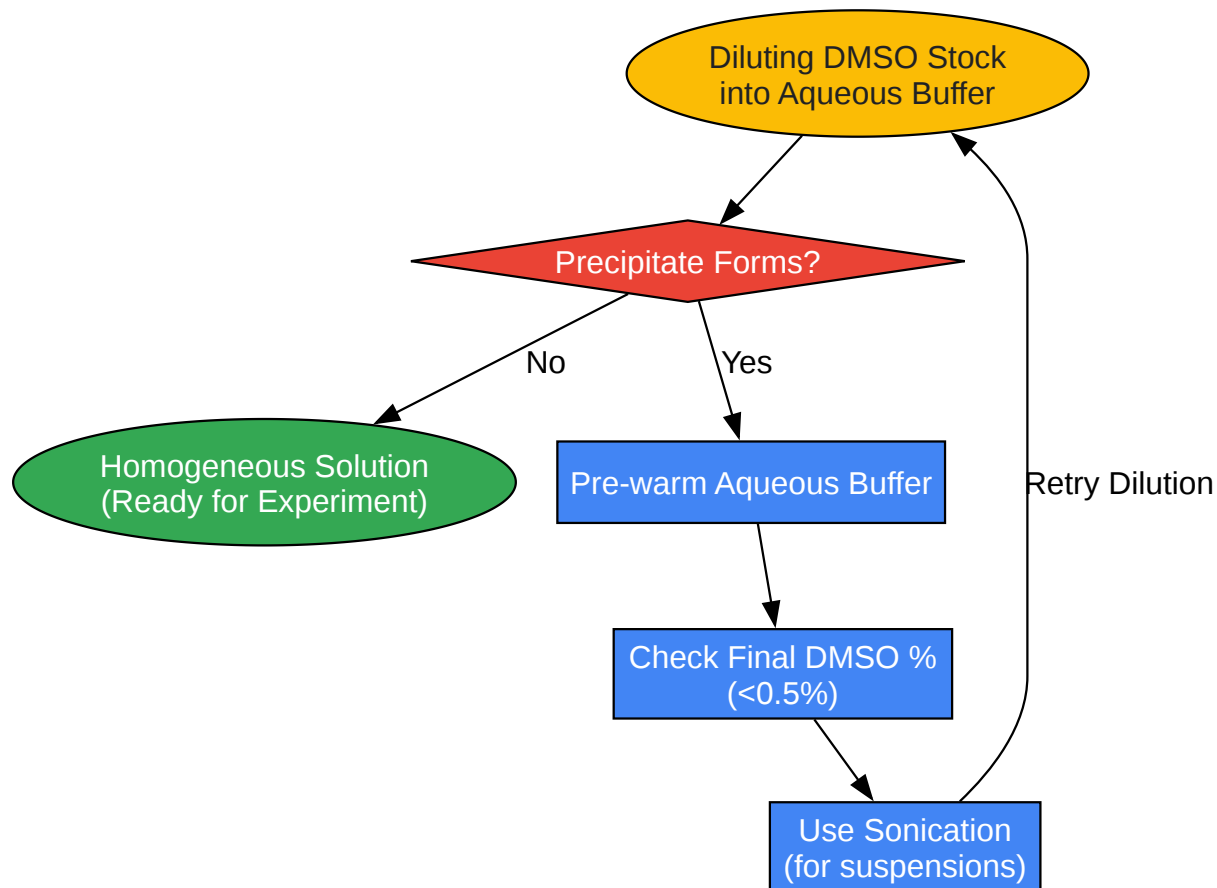 Diluting DMSO Stock
into Aqueous Buffer
Precipitate Forms?
No
Yes
Homogeneous Solution
(Ready for Experiment)
Pre-warm Aqueous Buffer
Retry Dilution
Check Final DMSO %
(<0.5%)
Use Sonication
(for suspensions)